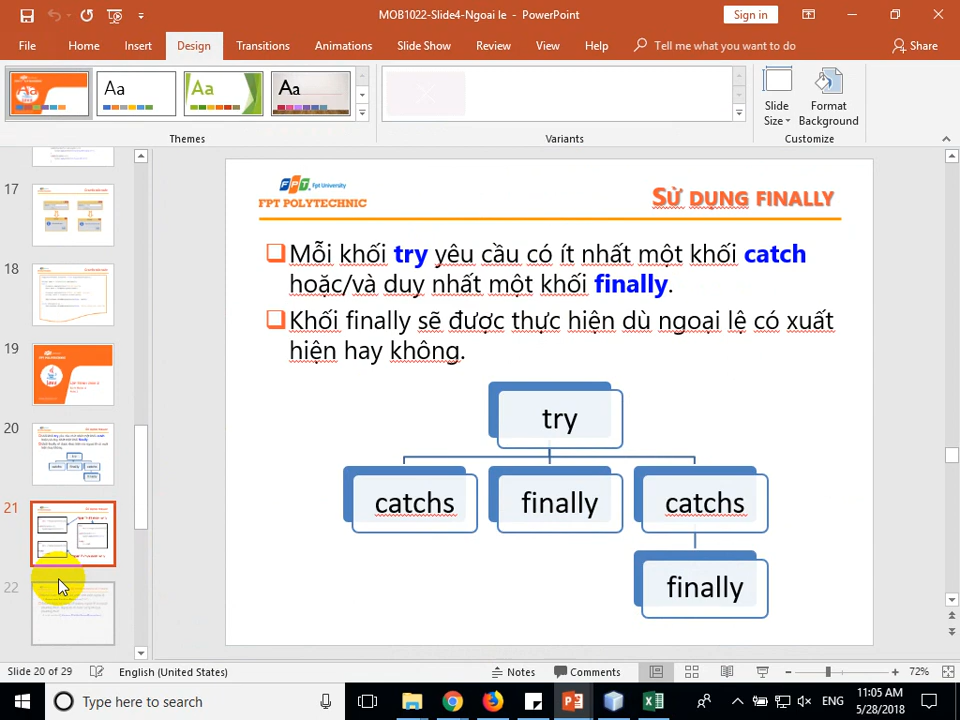 MOB1022-Slide4-Ngoai le - PowerPoint
Sign in
File Home Insert Design Transitions Animations Slide Show Review View Help Tell me what you want to do Share
Aa Aa Aa Aa
Slide Size
Format Background
Themes
Variants
Customize
17
18
19
20
21
22
FPT Fpt University
FPT POLYTECHNIC
SỬ DỤNG FINALLY
Mỗi khối try yêu cầu có ít nhất một khối catch
hoặc/và duy nhất một khối finally.
Khối finally sẽ được thực hiện dù ngoại lệ có xuất
hiện hay không.
try
catchs
finally
catchs
finally
Slide 20 of 29
English (United States)
Notes
Comments
72%
Type here to search
ENG
11:05 AM
5/28/2018